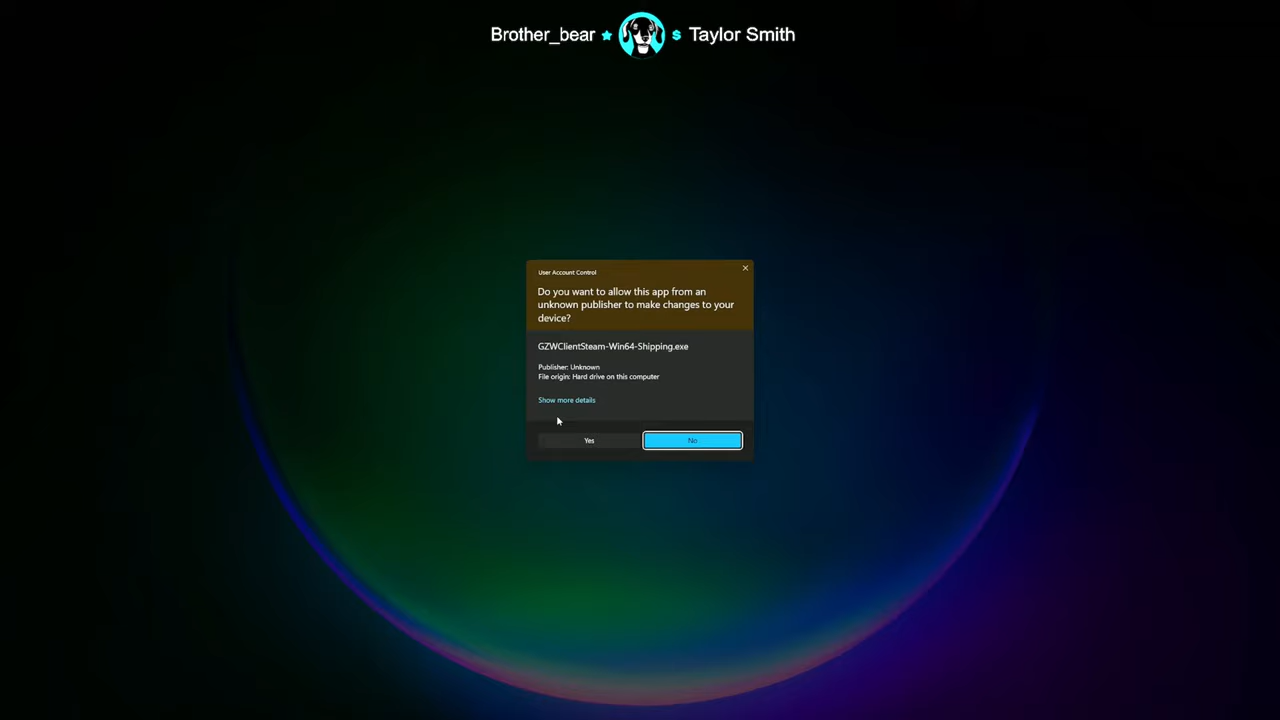 Brother_bear $ Taylor Smith
User Account Control
Do you want to allow this app from an
unknown publisher to make changes to your
device?
GZWClientSteam-Win64-Shipping.exe
Publisher: Unknown
File origin: Hard drive on this computer
Show more details
Yes No